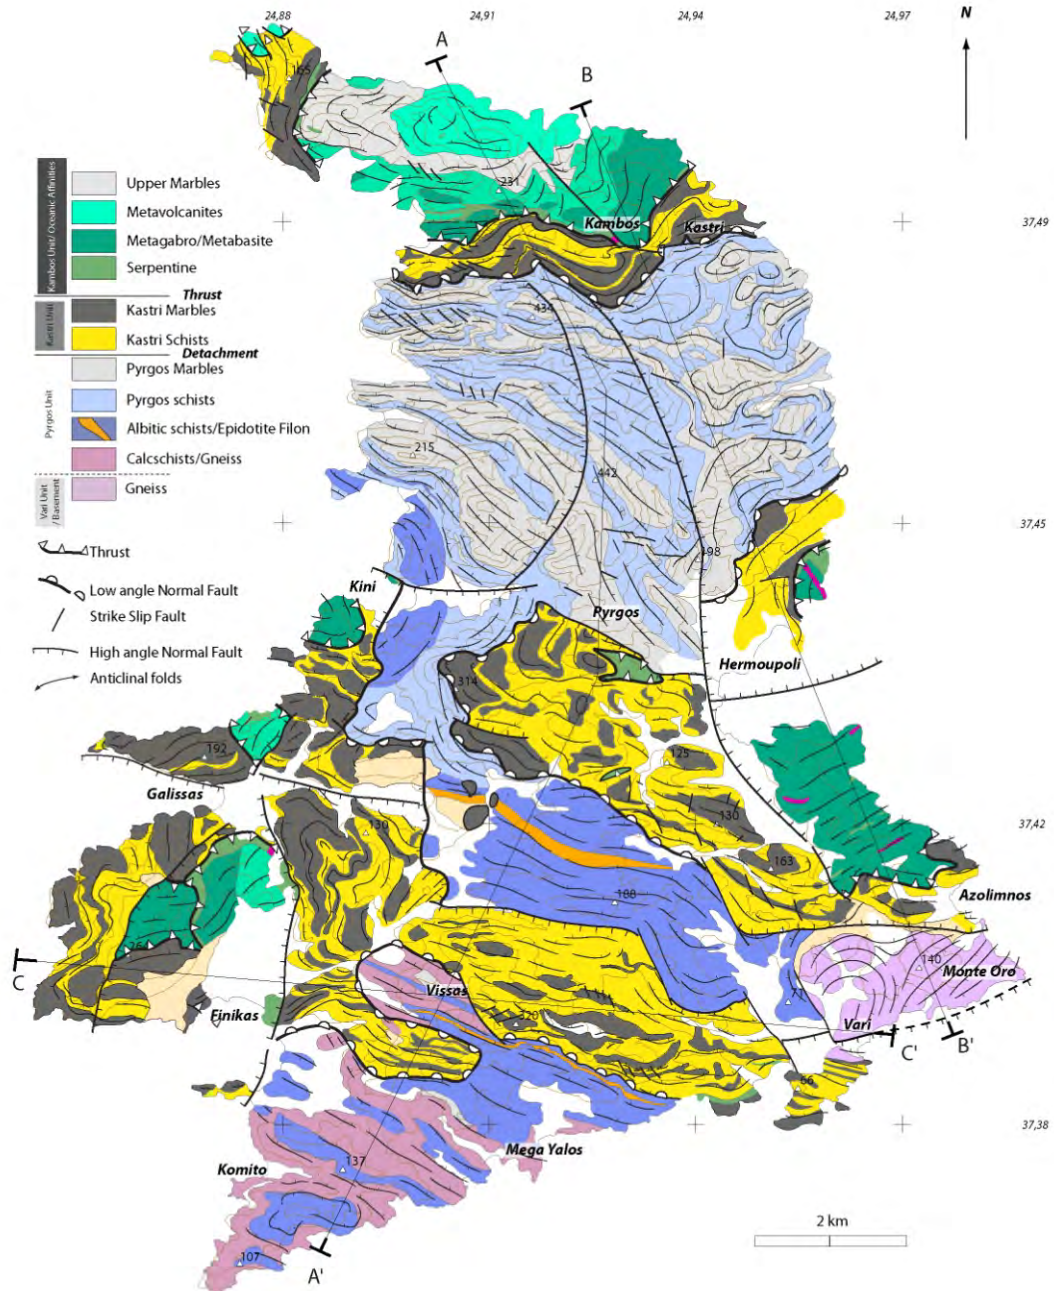 24,88
24,91
24,94
24,97
N
A
B
165
Upper Marbles
Metavolcanites
Metagabro/Metabasite
Serpentine
Kambos Unit/ Oceanic Affinities
Thrust
Kastri Marbles
Kastri Schists
Kastri Unit
Detachment
Pyrgos Marbles
Pyrgos schists
Albitic schists/Epidotite Filon
Calcschists/Gneiss
Pyrgos Unit
Gneiss
Vari Unit
/ Basement
Thrust
Low angle Normal Fault
Strike Slip Fault
High angle Normal Fault
Anticlinal folds
231
Kambos
Kastri
37,49
434
215
442
37,45
198
Kini
Pyrgos
Hermoupoli
314
192
125
Galissas
130
130
37,42
163
188
Azolimnos
264
C
Vissas
140
Monte Oro
71
Finikas
320
Vari
C'
B'
66
37,38
Mega Yalos
Komito
137
2 km
107
A'